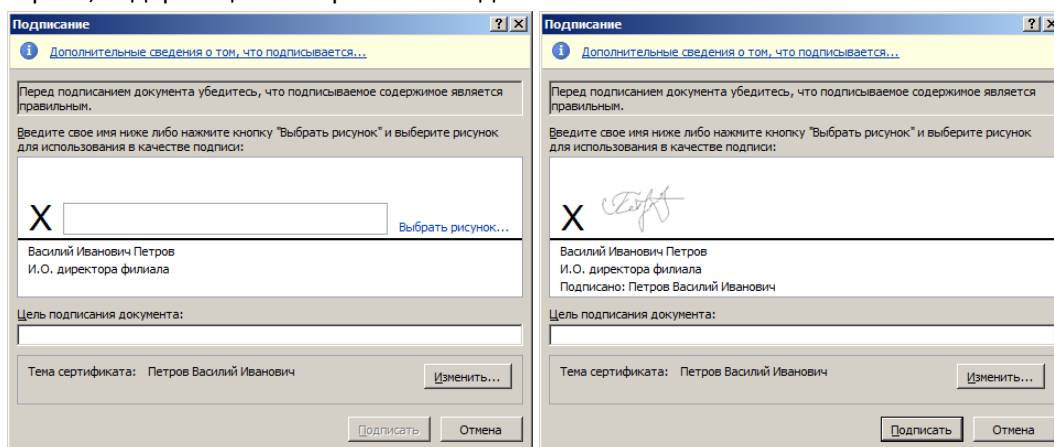 Подписание
Дополнительные сведения о том, что подписывается...
Перед подписанием документа убедитесь, что подписываемое содержимое является
правильным.
Введите свое имя ниже либо нажмите кнопку "Выбрать рисунок" и выберите рисунок
для использования в качестве подписи:
X
Выбрать рисунок...
Василий Иванович Петров
И.О. директора филиала
Цель подписания документа:
Тема сертификата: Петров Василий Иванович
Изменить...
Подписать
Отмена
Подписание
Дополнительные сведения о том, что подписывается...
Перед подписанием документа убедитесь, что подписываемое содержимое является
правильным.
Введите свое имя ниже либо нажмите кнопку "Выбрать рисунок" и выберите рисунок
для использования в качестве подписи:
X
Василий Иванович Петров
И.О. директора филиала
Подписано: Петров Василий Иванович
Цель подписания документа:
Тема сертификата: Петров Василий Иванович
Изменить...
Подписать
Отмена